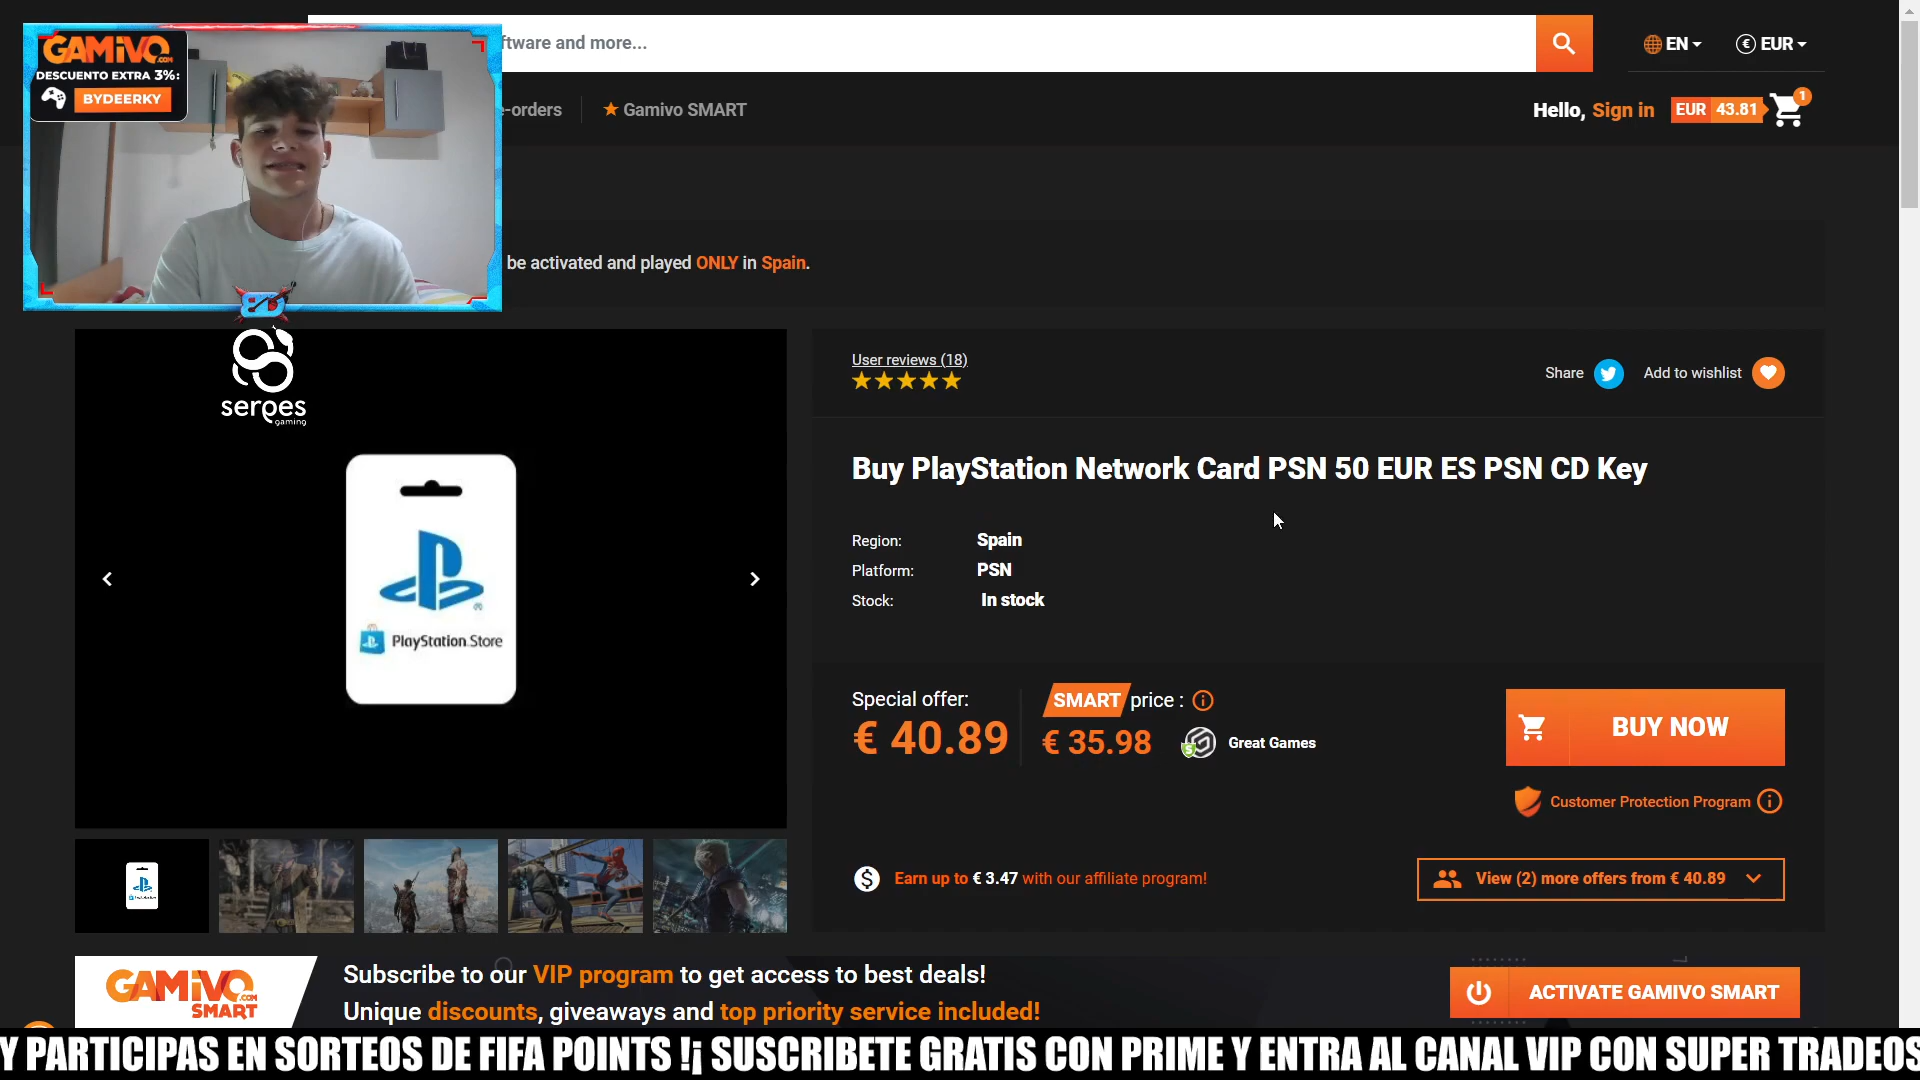 GAMIVO.COM
DESCUENTO EXTRA 3%:
BYDEERKY
ftware and more...
EN
€ EUR
-orders
Gamivo SMART
Hello, Sign in
EUR 43.81
1
be activated and played ONLY in Spain.
serpes
gaming
User reviews (18)
Share
Add to wishlist
Buy PlayStation Network Card PSN 50 EUR ES PSN CD Key
Region: Spain
Platform: PSN
Stock: In stock
PlayStation Store
Special offer:
€ 40.89
SMART price :
€ 35.98
Great Games
BUY NOW
Customer Protection Program
Earn up to € 3.47 with our affiliate program!
View (2) more offers from € 40.89
GAMIVO.COM
SMART
Subscribe to our VIP program to get access to best deals!
Unique discounts, giveaways and top priority service included!
ACTIVATE GAMIVO SMART
Y PARTICIPAS EN SORTEOS DE FIFA POINTS !¡ SUSCRIBETE GRATIS CON PRIME Y ENTRA AL CANAL VIP CON SUPER TRADEOS